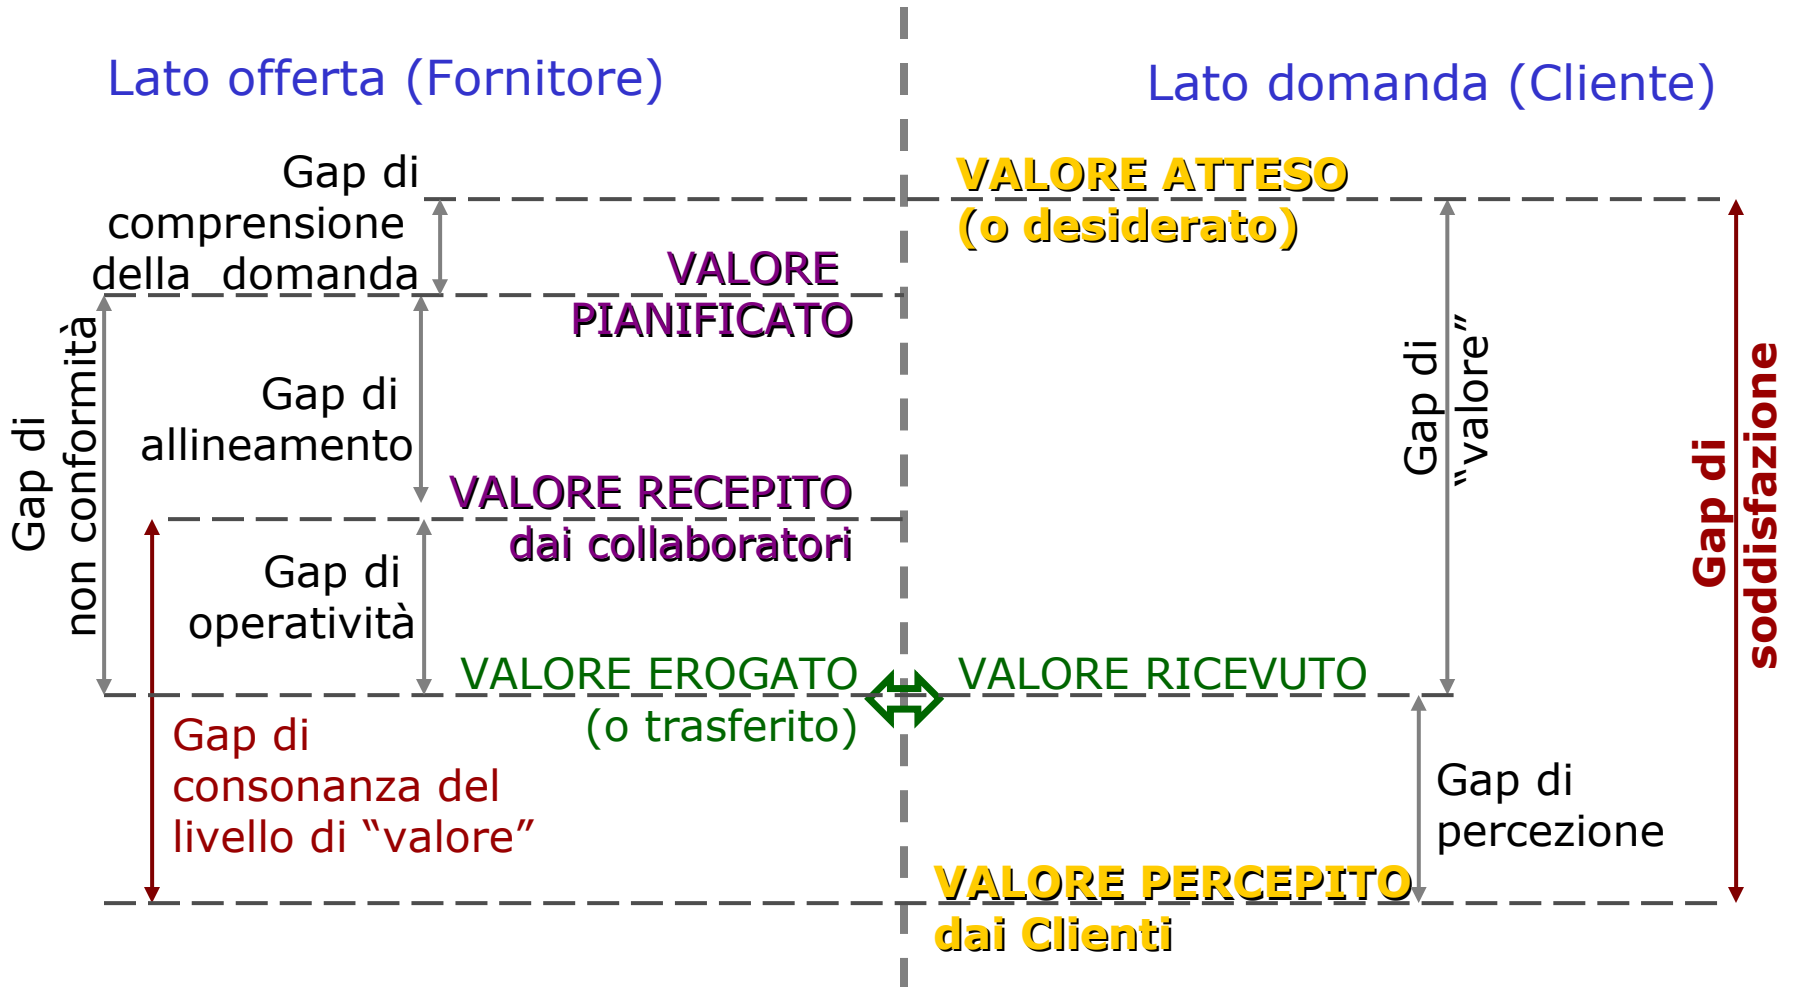 Lato offerta (Fornitore)
Lato domanda (Cliente)
Gap di
comprensione
della domanda
VALORE ATTESO
(o desiderato)
VALORE
PIANIFICATO
Gap di
non conformità
Gap di
allineamento
Gap di
“valore”
Gap di
soddisfazione
VALORE RECEPITO
dai collaboratori
Gap di
operatività
VALORE EROGATO
(o trasferito)
VALORE RICEVUTO
Gap di
consonanza del
livello di “valore”
Gap di
percezione
VALORE PERCEPITO
dai Clienti